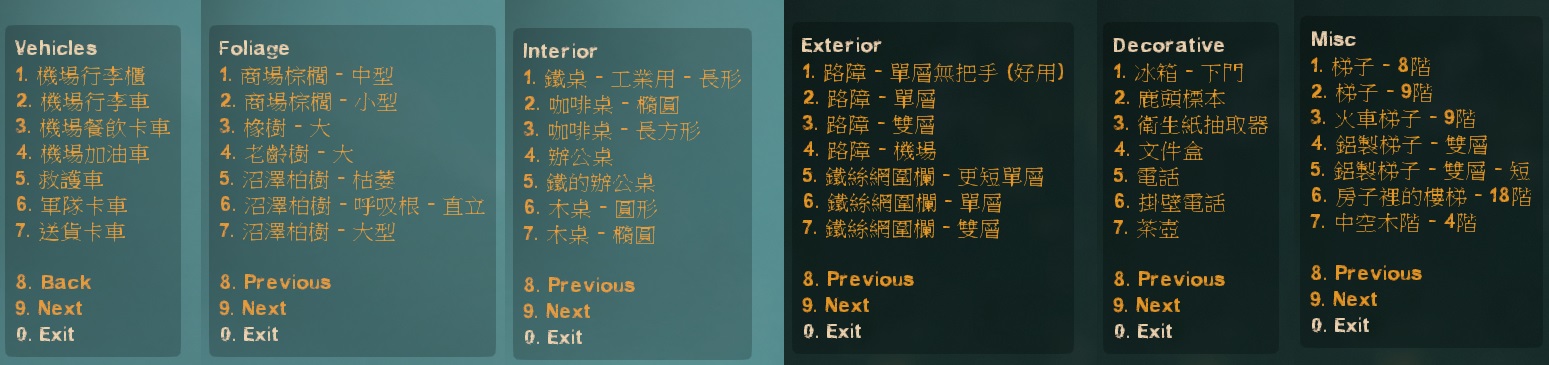 Vehicles
1. 機場行李櫃
2. 機場行李車
3. 機場餐飲卡車
4. 機場加油車
5. 救護車
6. 軍隊卡車
7. 送貨卡車
8. Back
9. Next
0. Exit
Foliage
1. 商場棕櫚 - 中型
2. 商場棕櫚 - 小型
3. 橡樹 - 大
4. 老齡樹 - 大
5. 沼澤柏樹 - 枯萎
6. 沼澤柏樹 - 呼吸根 - 直立
7. 沼澤柏樹 - 大型
8. Previous
9. Next
0. Exit
Interior
1. 鐵桌 - 工業用 - 長形
2. 咖啡桌 - 橢圓
3. 咖啡桌 - 長方形
4. 辦公桌
5. 鐵的辦公桌
6. 木桌 - 圓形
7. 木桌 - 橢圓
8. Previous
9. Next
0. Exit
Exterior
1. 路障 - 單層無把手 (好用)
2. 路障 - 單層
3. 路障 - 雙層
4. 路障 - 機場
5. 鐵絲網圍欄 - 更短單層
6. 鐵絲網圍欄 - 單層
7. 鐵絲網圍欄 - 雙層
8. Previous
9. Next
0. Exit
Decorative
1. 冰箱 - 下門
2. 鹿頭標本
3. 衛生紙抽取器
4. 文件盒
5. 電話
6. 掛壁電話
7. 茶壺
8. Previous
9. Next
0. Exit
Misc
1. 梯子 - 8階
2. 梯子 - 9階
3. 火車梯子 - 9階
4. 鋁製梯子 - 雙層
5. 鋁製梯子 - 雙層 - 短
6. 房子裡的樓梯 - 18階
7. 中空木階 - 4階
8. Previous
9. Next
0. Exit